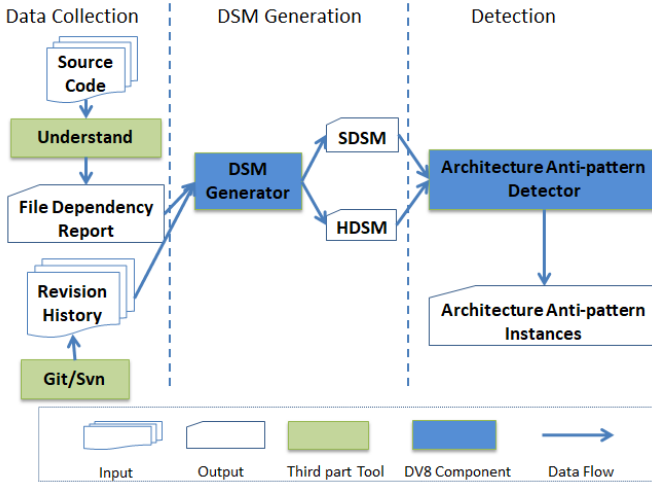 Data Collection
DSM Generation
Detection
Source
Code
Understand
File Dependency
Report
Revision
History
Git/Svn
DSM
Generator
SDSM
HDSM
Architecture Anti-pattern
Detector
Architecture Anti-pattern
Instances
Input
Output
Third part Tool
DV8 Component
Data Flow